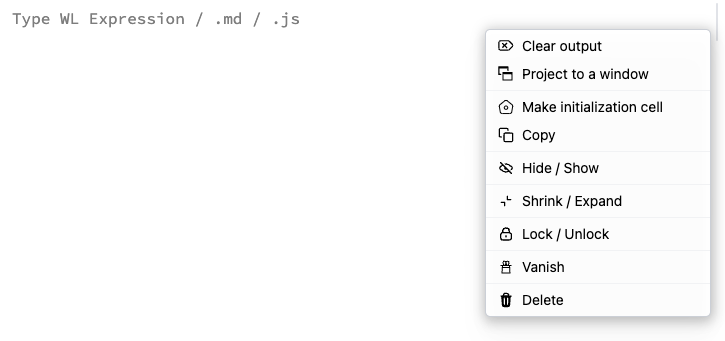 Type WL Expression / .md / .js
Clear output
Project to a window
Make initialization cell
Copy
Hide / Show
Shrink / Expand
Lock / Unlock
Vanish
Delete